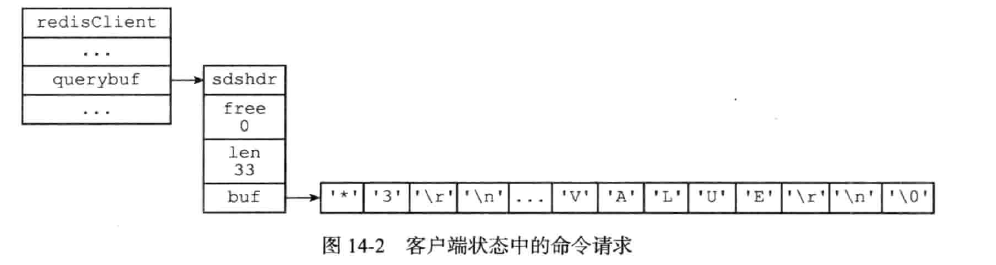 redisClient
...
querybuf
...
sdshdr
free
0
len
33
buf
'*' '3' '\r' '\n' ... 'V' 'A' 'L' 'U' 'E' '\r' '\n' '\0'
图 14-2 客户端状态中的命令请求